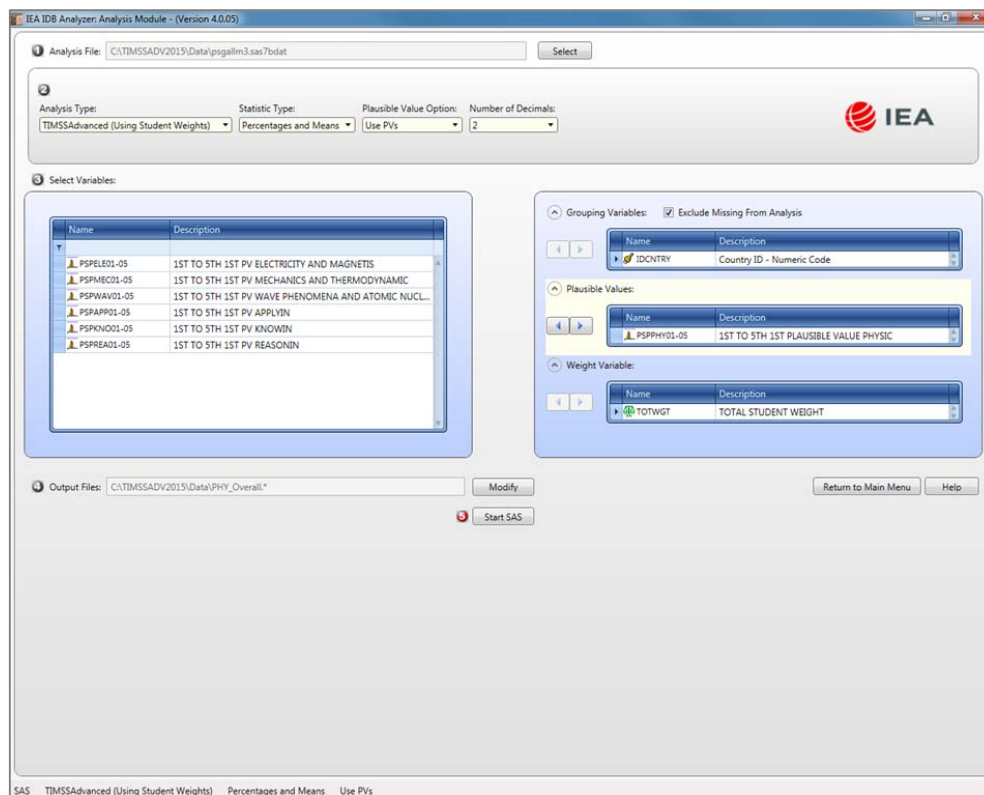 IEA IDB Analyzer: Analysis Module - (Version 4.0.05)
1 Analysis File: C:\TIMSSADV2015\Data\psgallm3.sas7bdat Select
2
Analysis Type: Statistic Type: Plausible Value Option: Number of Decimals:
TIMSSAdvanced (Using Student Weights) Percentages and Means Use PVs 2
IEA
3 Select Variables:
Name Description
PSPELE01-05 1ST TO 5TH 1ST PV ELECTRICITY AND MAGNETIS
PSPMEC01-05 1ST TO 5TH 1ST PV MECHANICS AND THERMODYNAMIC
PSPWAV01-05 1ST TO 5TH 1ST PV WAVE PHENOMENA AND ATOMIC NUCL...
PSPAPP01-05 1ST TO 5TH 1ST PV APPLYIN
PSPKNO01-05 1ST TO 5TH 1ST PV KNOWIN
PSPREA01-05 1ST TO 5TH 1ST PV REASONIN
Grouping Variables: Exclude Missing From Analysis
Name Description
IDCNTRY Country ID - Numeric Code
Plausible Values:
Name Description
PSPPHY01-05 1ST TO 5TH 1ST PLAUSIBLE VALUE PHYSIC
Weight Variable:
Name Description
TOTWGT TOTAL STUDENT WEIGHT
4 Output Files: C:\TIMSSADV2015\Data\PHY_Overall.* Modify Return to Main Menu Help
5 Start SAS
SAS TIMSSAdvanced (Using Student Weights) Percentages and Means Use PVs